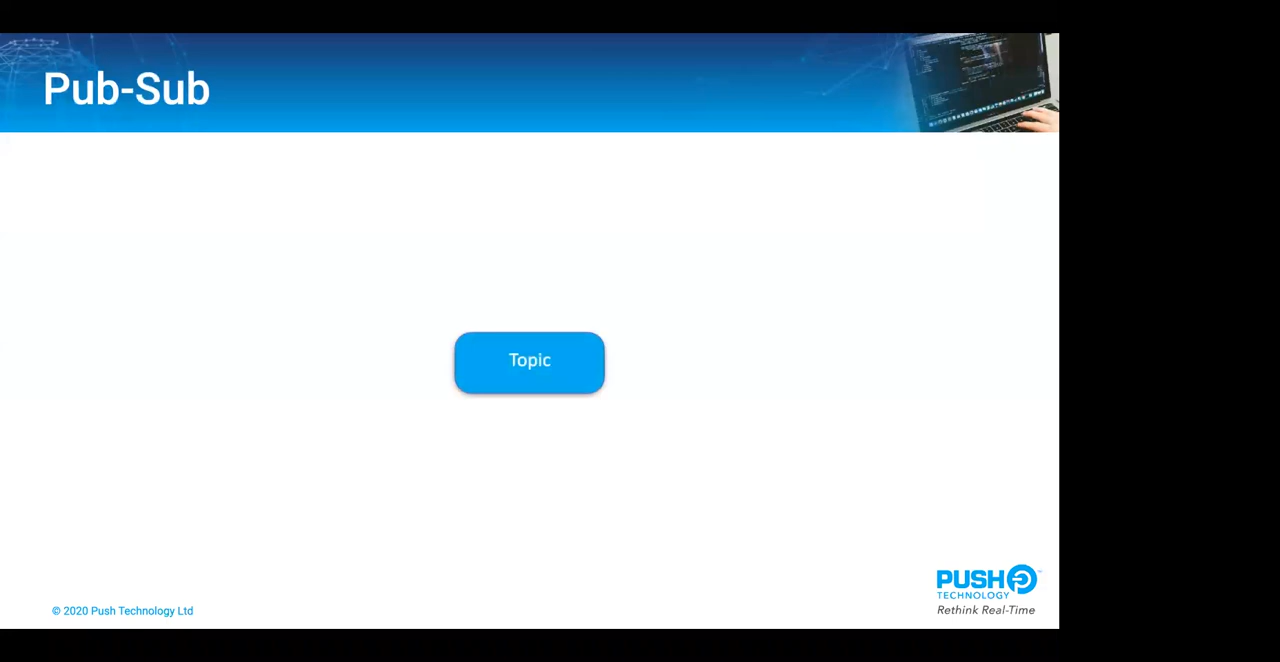 Pub-Sub
Topic
PUSH
TECHNOLOGY
Rethink Real-Time
© 2020 Push Technology Ltd